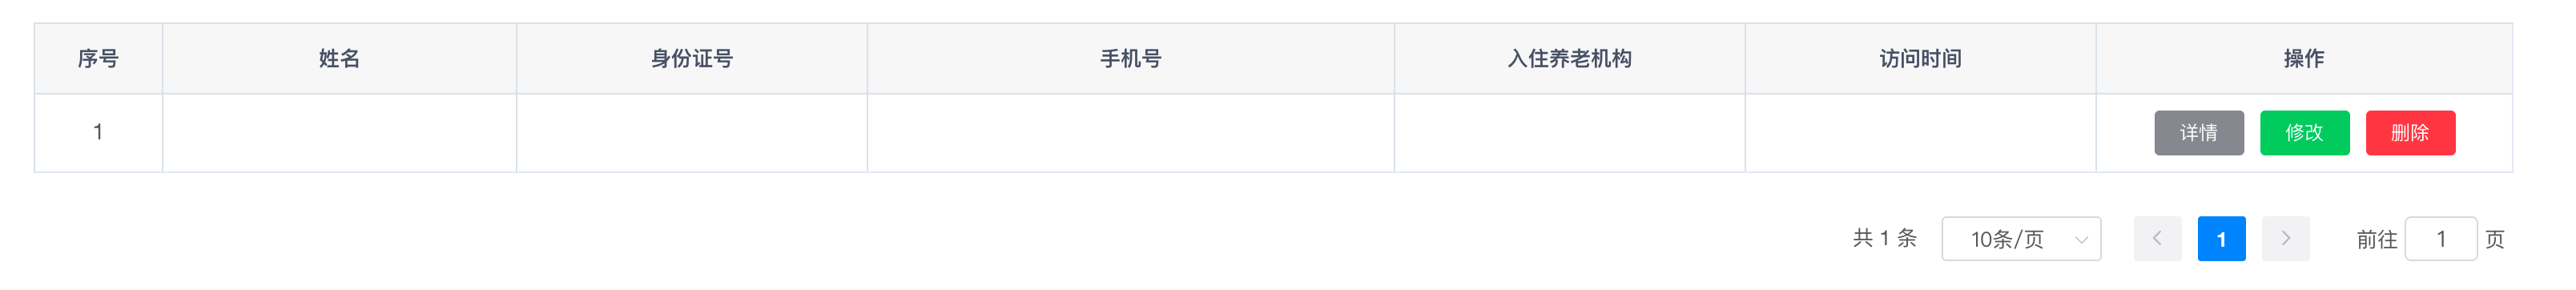 序号 姓名 身份证号 手机号 入住养老机构 访问时间 操作
1 详情 修改 删除
共 1 条 10条/页 1 前往 1 页